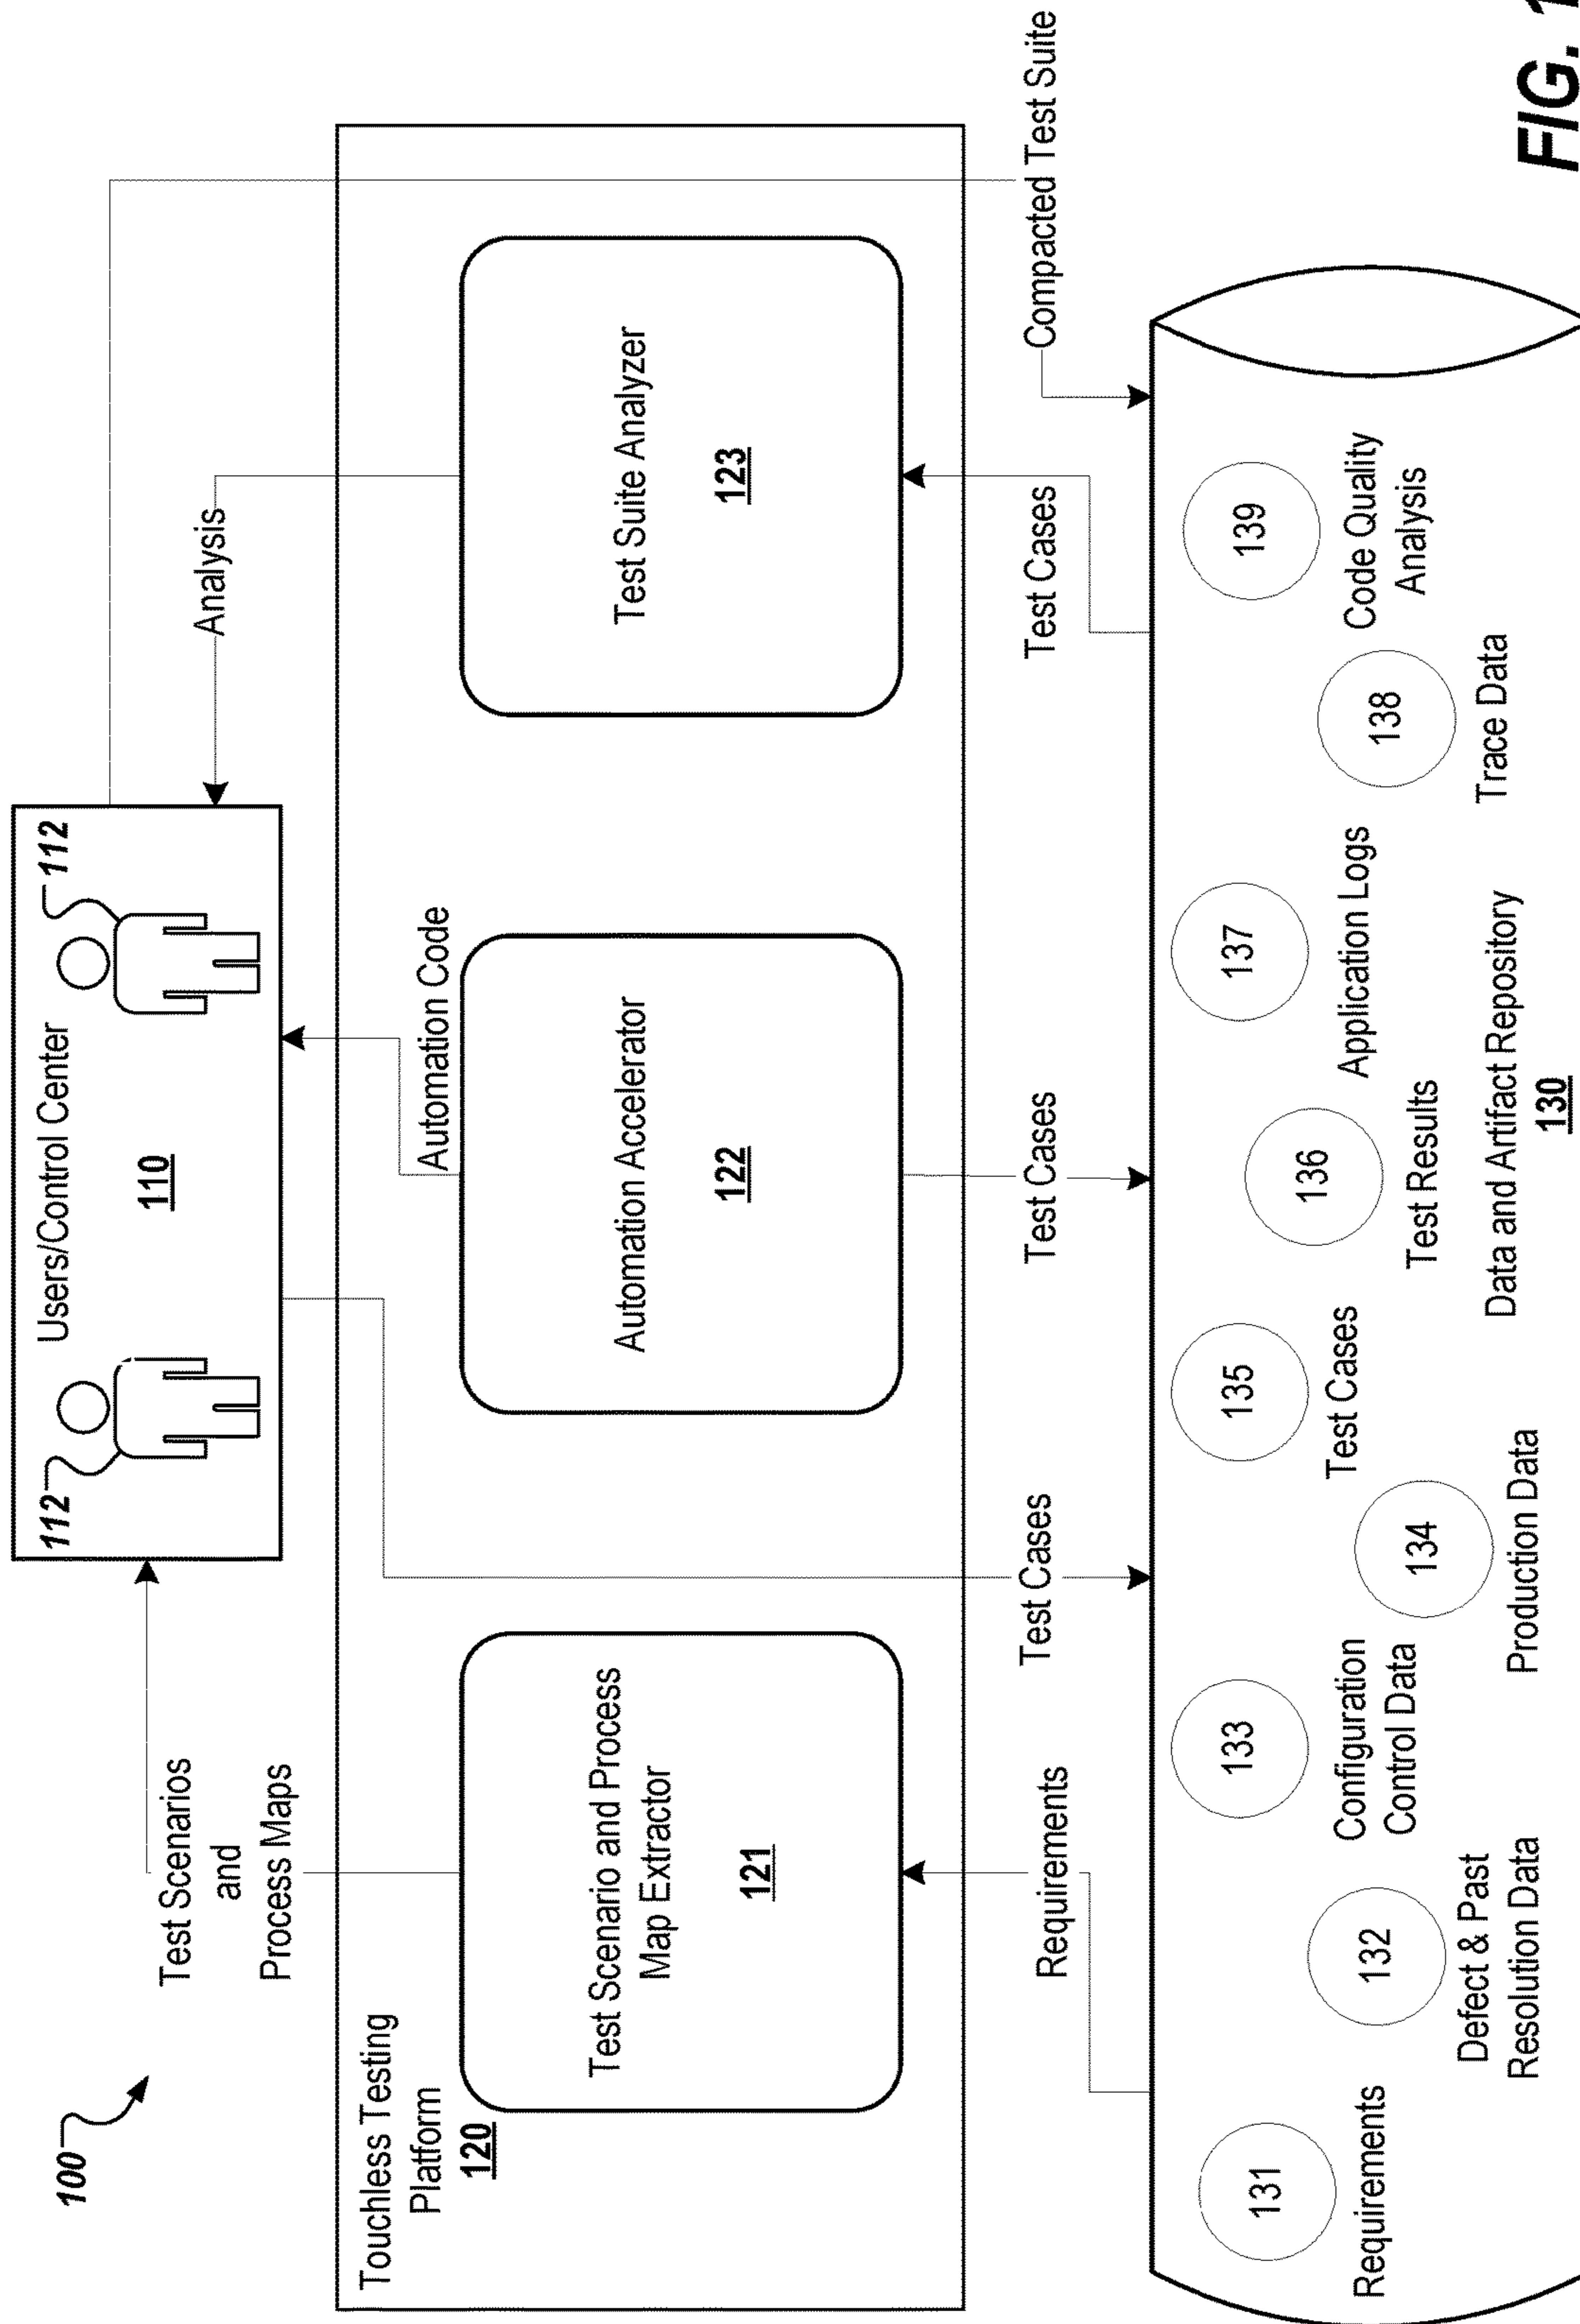 100
Test Scenarios
and
Process Maps
112
Users/Control Center
110
112
Analysis
Touchless Testing
Platform
120
Automation Code
Test Scenario and Process
Map Extractor
121
Automation Accelerator
122
Test Suite Analyzer
123
Requirements
Test Cases
Test Cases
Test Cases
Compacted Test Suite
131
Requirements
132
Defect & Past
Resolution Data
133
Configuration
Control Data
134
Production Data
135
Test Cases
136
Test Results
137
Application Logs
138
Trace Data
139
Code Quality
Analysis
Data and Artifact Repository
130
FIG. 1